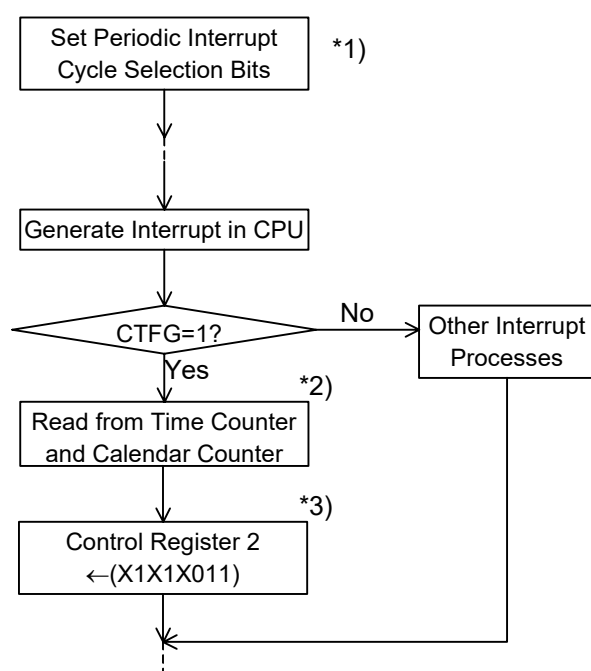 Set Periodic Interrupt
Cycle Selection Bits
*1)
Generate Interrupt in CPU
CTFG=1?
No
Other Interrupt
Processes
Yes
*2)
Read from Time Counter
and Calendar Counter
*3)
Control Register 2
←(X1X1X011)